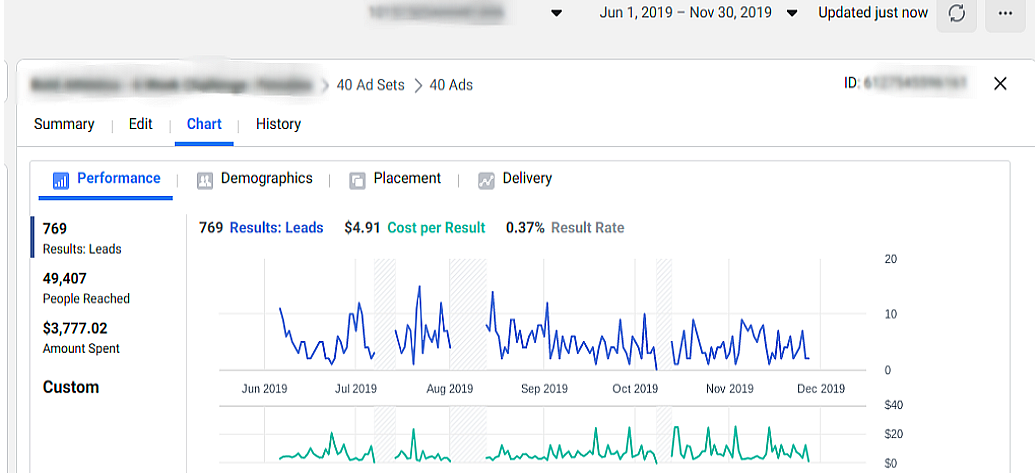 Jun 1, 2019 – Nov 30, 2019 Updated just now
40 Ad Sets 40 Ads ID:
Summary Edit Chart History
Performance Demographics Placement Delivery
769
Results: Leads
49,407
People Reached
$3,777.02
Amount Spent
Custom
769 Results: Leads $4.91 Cost per Result 0.37% Result Rate
20
10
0
Jun 2019 Jul 2019 Aug 2019 Sep 2019 Oct 2019 Nov 2019 Dec 2019
$40
$20
$0